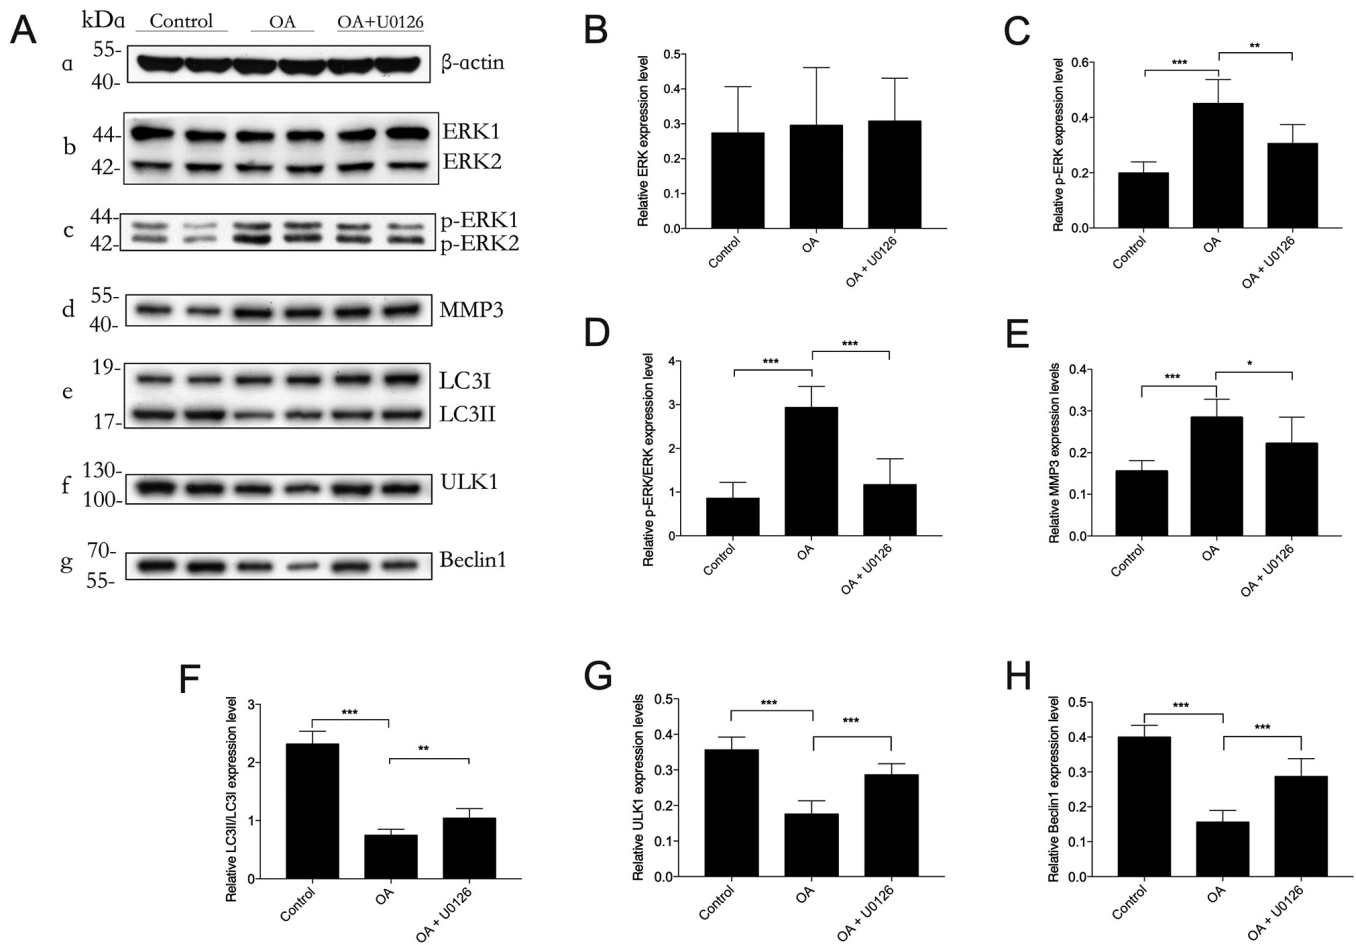 A
kDa Control OA OA+U0126
a 55- 40- β-actin
b 44- 42- ERK1 ERK2
c 44- 42- p-ERK1 p-ERK2
d 55- 40- MMP3
e 19- 17- LC3I LC3II
f 130- 100- ULK1
g 70- 55- Beclin1
B
Relative ERK expression level
0.5
0.4
0.3
0.2
0.1
0.0
Control OA OA + U0126
C
Relative p-ERK expression level
0.6
0.4
0.2
0.0
*** **
Control OA OA + U0126
D
Relative p-ERK/ERK expression level
4
3
2
1
0
*** ***
Control OA OA + U0126
E
Relative MMP3 expression levels
0.4
0.3
0.2
0.1
0.0
*** *
Control OA OA + U0126
F
Relative LC3II/LC3I expression level
3
2
1
0
*** **
Control OA OA + U0126
G
Relative ULK1 expression levels
0.5
0.4
0.3
0.2
0.1
0.0
*** ***
Control OA OA + U0126
H
Relative Beclin1 expression levels
0.5
0.4
0.3
0.2
0.1
0.0
*** ***
Control OA OA + U0126